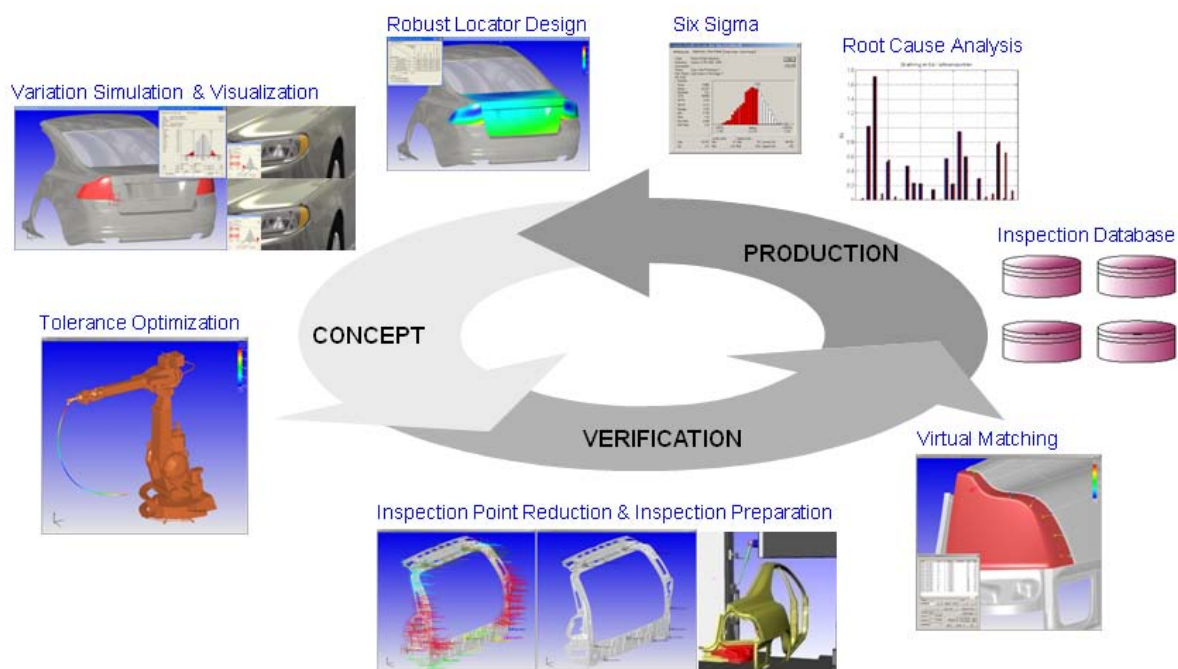 Robust Locator Design
Six Sigma
Root Cause Analysis
Variation Simulation & Visualization
Inspection Database
PRODUCTION
Tolerance Optimization
CONCEPT
VERIFICATION
Virtual Matching
Inspection Point Reduction & Inspection Preparation